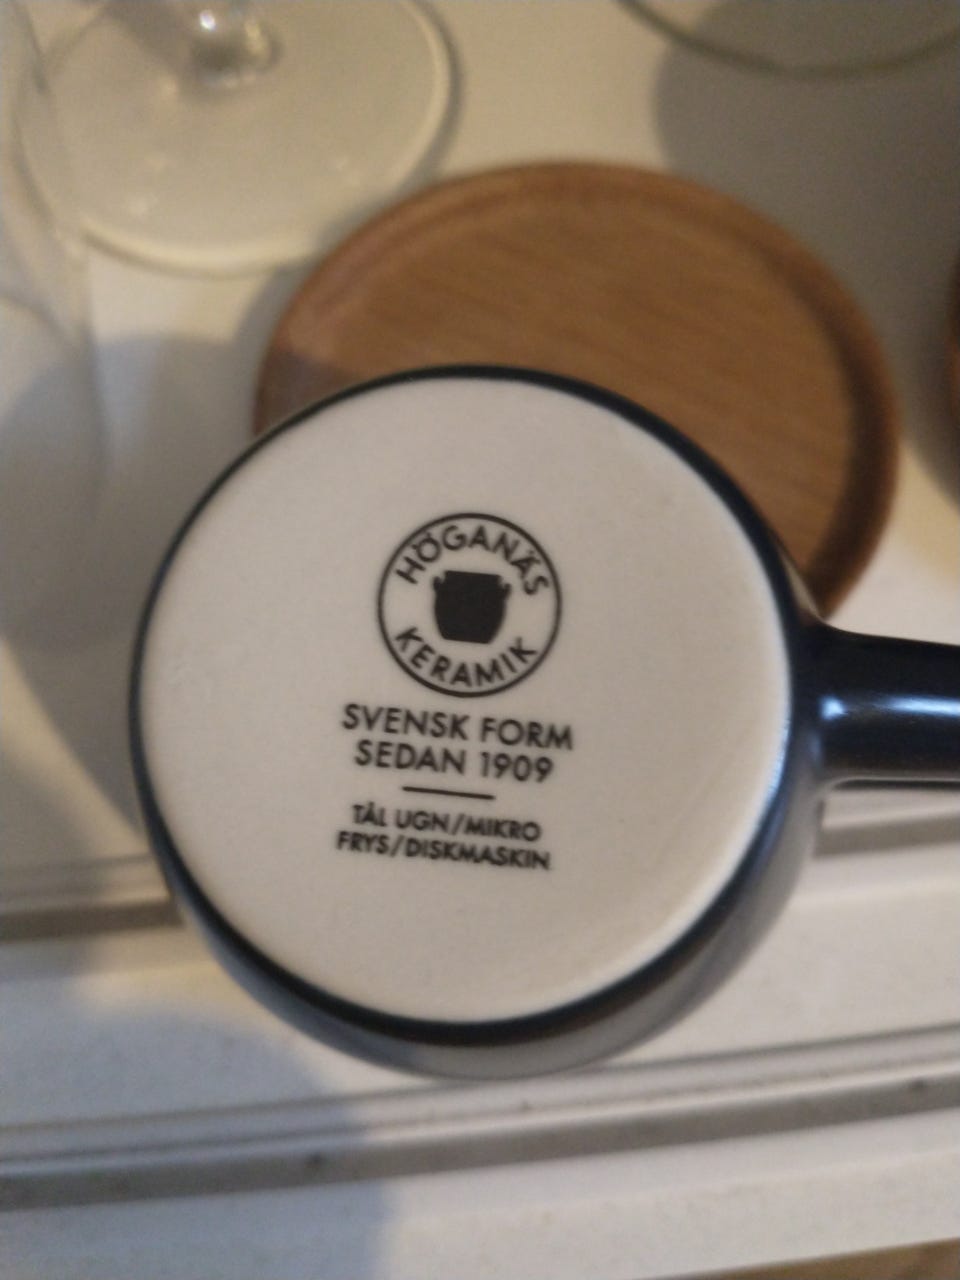 HÖGANÄS
KERAMIK
SVENSK FORM
SEDAN 1909
TÅL UGN/MIKRO
FRYS/DISKMASKIN